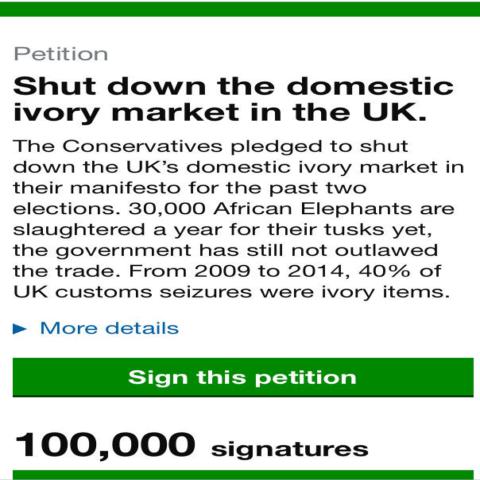 Petition
Shut down the domestic
ivory market in the UK.
The Conservatives pledged to shut
down the UK’s domestic ivory market in
their manifesto for the past two
elections. 30,000 African Elephants are
slaughtered a year for their tusks yet,
the government has still not outlawed
the trade. From 2009 to 2014, 40% of
UK customs seizures were ivory items.
► More details
Sign this petition
100,000 signatures